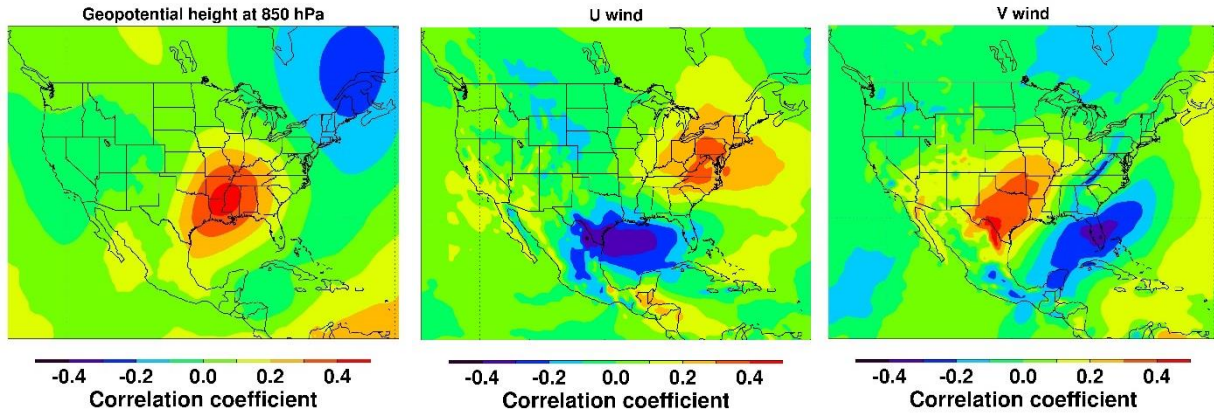 Geopotential height at 850 hPa
U wind
V wind
-0.4 -0.2 0.0 0.2 0.4
Correlation coefficient
-0.4 -0.2 0.0 0.2 0.4
Correlation coefficient
-0.4 -0.2 0.0 0.2 0.4
Correlation coefficient